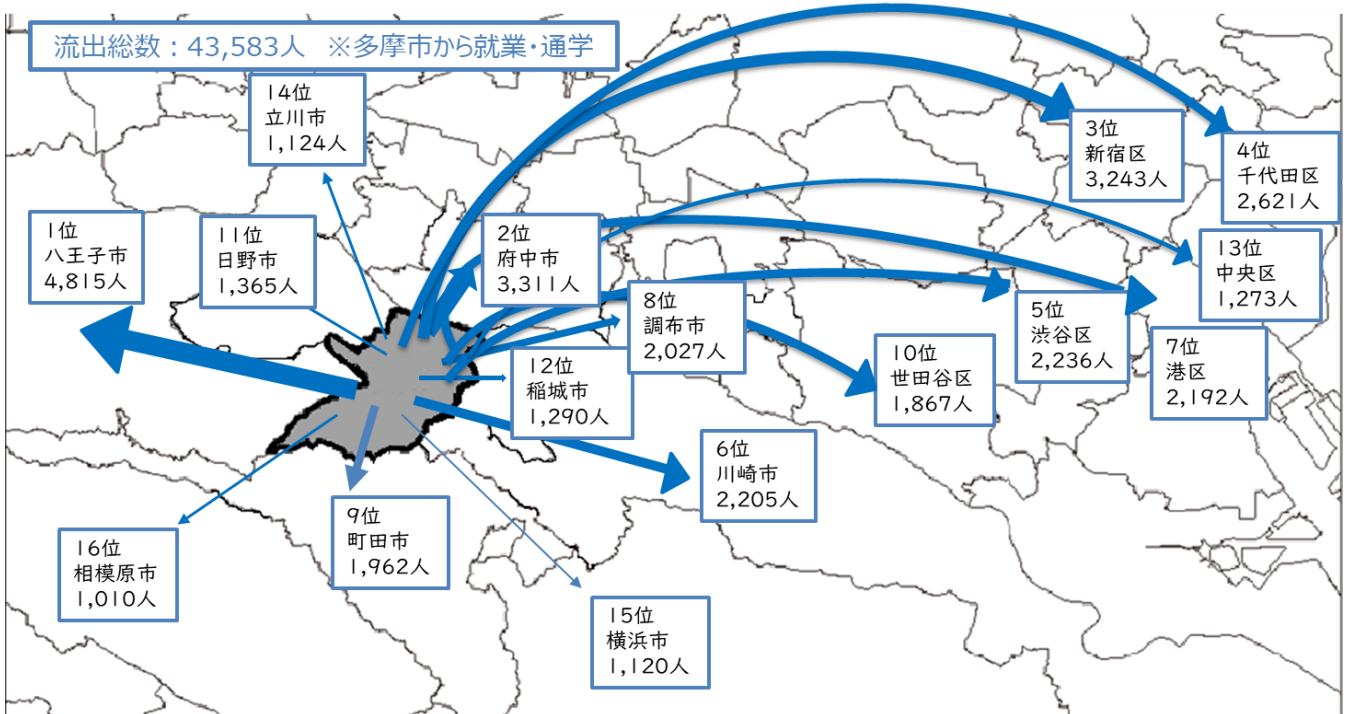 流出総数：43,583人　※多摩市から就業・通学
14位
立川市
1,124人
3位
新宿区
3,243人
4位
千代田区
2,621人
1位
八王子市
4,815人
11位
日野市
1,365人
2位
府中市
3,311人
13位
中央区
1,273人
8位
調布市
2,027人
5位
渋谷区
2,236人
7位
港区
2,192人
12位
稲城市
1,290人
10位
世田谷区
1,867人
6位
川崎市
2,205人
9位
町田市
1,962人
16位
相模原市
1,010人
15位
横浜市
1,120人